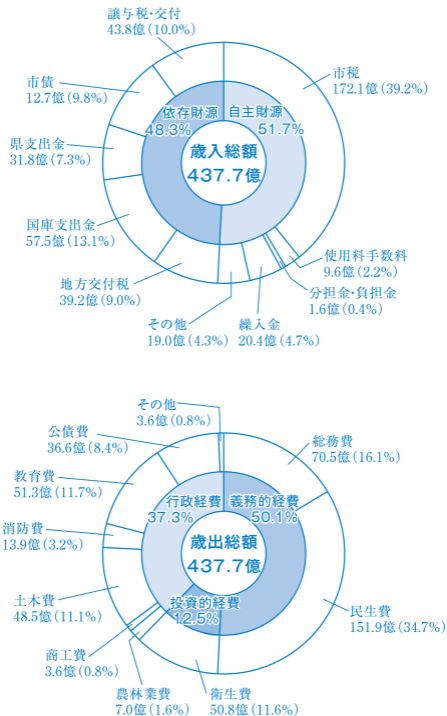 譲与税・交付
43.8億(10.0%)
市税
172.1億(39.2%)
市債
12.7億(9.8%)
県支出金
31.8億(7.3%)
国庫支出金
57.5億(13.1%)
地方交付税
39.2億(9.0%)
その他
19.0億(4.3%)
繰入金
20.4億(4.7%)
分担金・負担金
1.6億(0.4%)
使用料手数料
9.6億(2.2%)
依存財源
48.3%
自主財源
51.7%
歳入総額
437.7億
その他
3.6億(0.8%)
公債費
36.6億(8.4%)
総務費
70.5億(16.1%)
教育費
51.3億(11.7%)
消防費
13.9億(3.2%)
土木費
48.5億(11.1%)
商工費
3.6億(0.8%)
農林業費
7.0億(1.6%)
衛生費
50.8億(11.6%)
民生費
151.9億(34.7%)
行政経費
37.3%
義務的経費
50.1%
歳出総額
437.7億
投資的経費
12.5%